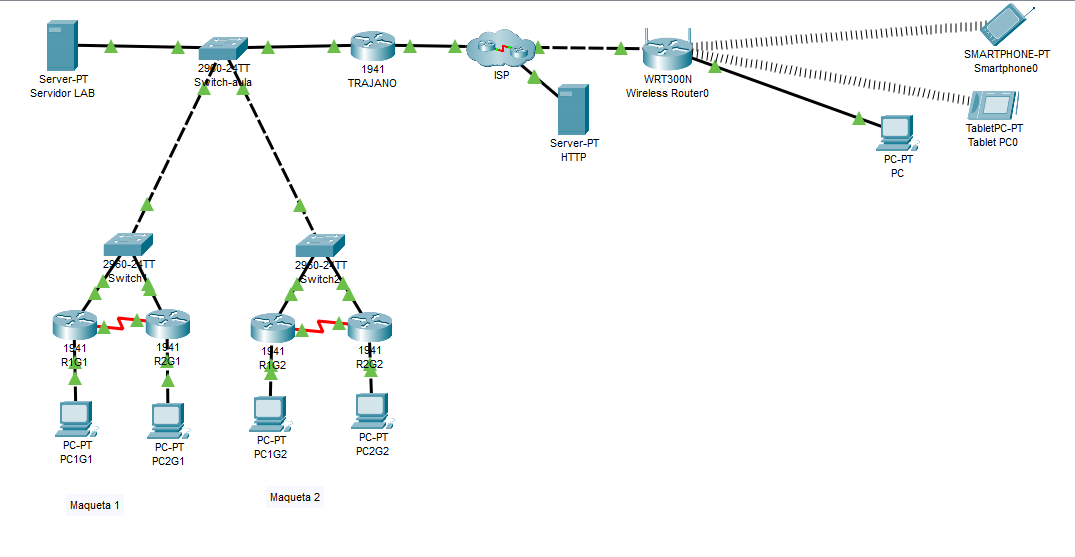 Server-PT
Servidor LAB
2960-24TT
Switch-aula
1941
TRAJANO
ISP
Server-PT
HTTP
WRT300N
Wireless Router0
SMARTPHONE-PT
Smartphone0
TabletPC-PT
Tablet PC0
PC-PT
PC
2960-24TT
Switch1
2960-24TT
Switch2
1941
R1G1
1941
R2G1
1941
R1G2
1941
R2G2
PC-PT
PC1G1
PC-PT
PC2G1
PC-PT
PC1G2
PC-PT
PC2G2
Maqueta 1
Maqueta 2